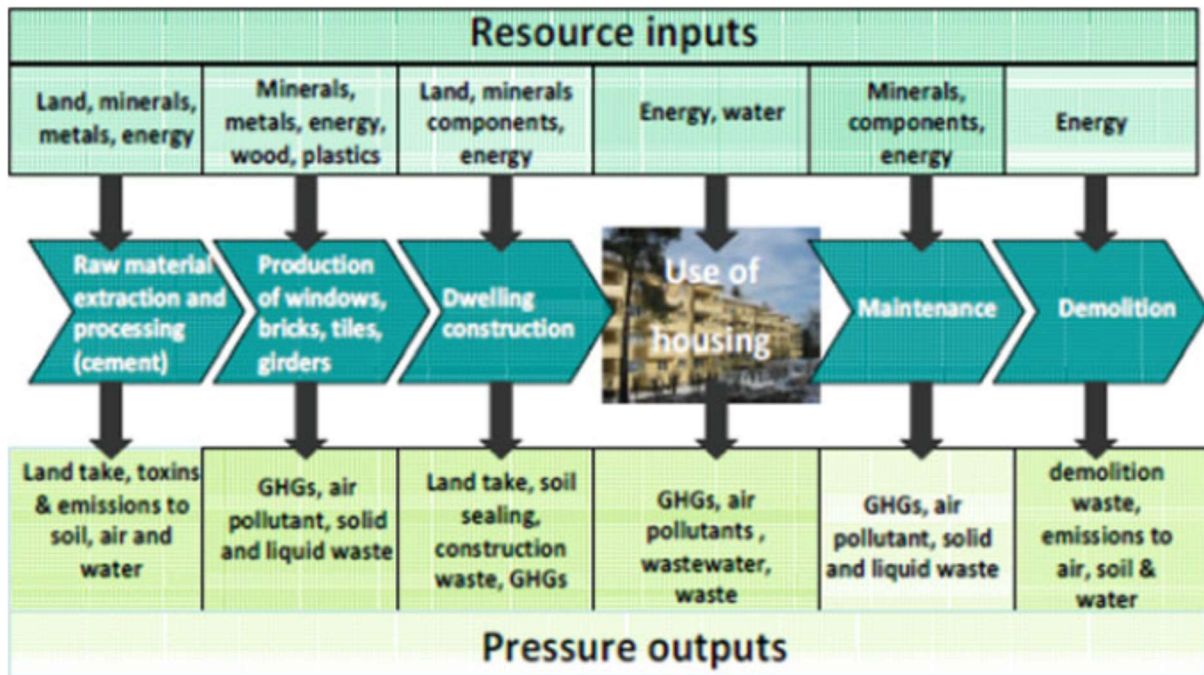 Resource inputs
Land, minerals,
metals, energy
Minerals,
metals, energy,
wood, plastics
Land, minerals
components,
energy
Energy, water
Minerals,
components,
energy
Energy
Raw material
extraction and
processing
(cement)
Production
of windows,
bricks, tiles,
girders
Dwelling
construction
Use of
housing
Maintenance
Demolition
Land take, toxins
& emissions to
soil, air and
water
GHGs, air
pollutant, solid
and liquid waste
Land take, soil
sealing,
construction
waste, GHGs
GHGs, air
pollutants ,
wastewater,
waste
GHGs, air
pollutant, solid
and liquid waste
demolition
waste,
emissions to
air, soil &
water
Pressure outputs